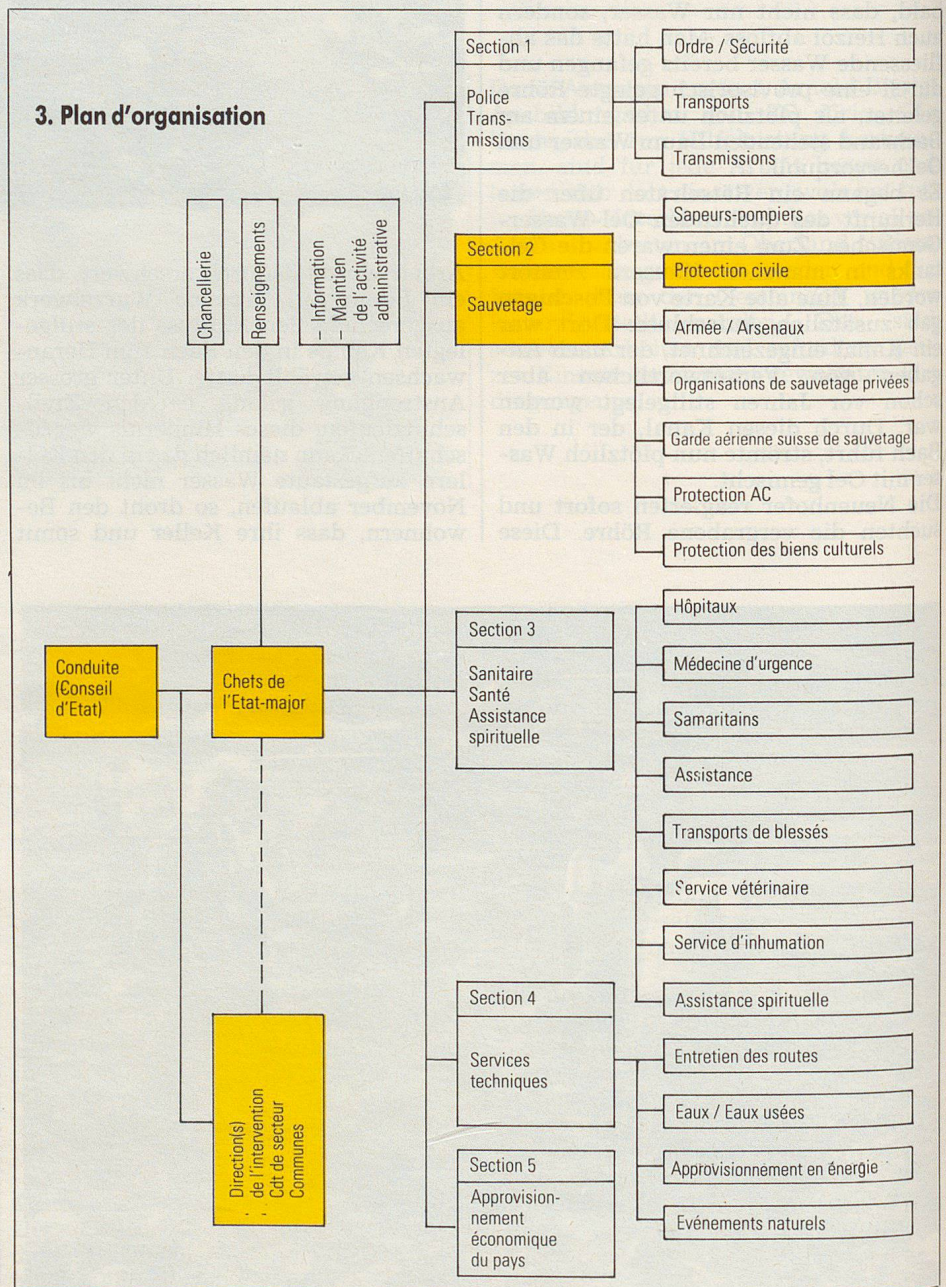 3. Plan d'organisation
Chancellerie
Renseignements
- Information
- Maintien
de l'activité
administrative
Conduite
(Conseil
d'Etat)
Chets de
l'Etat-major
Direction(s)
de l'intervention
Cdt de secteur
Communes
Section 1
Police
Trans-
missions
Ordre / Sécurité
Transports
Transmissions
Section 2
Sauvetage
Sapeurs-pompiers
Protection civile
Armée / Arsenaux
Organisations de sauvetage privées
Garde aérienne suisse de sauvetage
Protection AC
Protection des biens culturels
Section 3
Sanitaire
Santé
Assistance
spirituelle
Hôpitaux
Médecine d'urgence
Samaritains
Assistance
Transports de blessés
Service vétérinaire
Service d'inhumation
Assistance spirituelle
Section 4
Services
techniques
Entretien des routes
Eaux / Eaux usées
Approvisionnement en énergie
Evénements naturels
Section 5
Approvision-
nement
économique
du pays